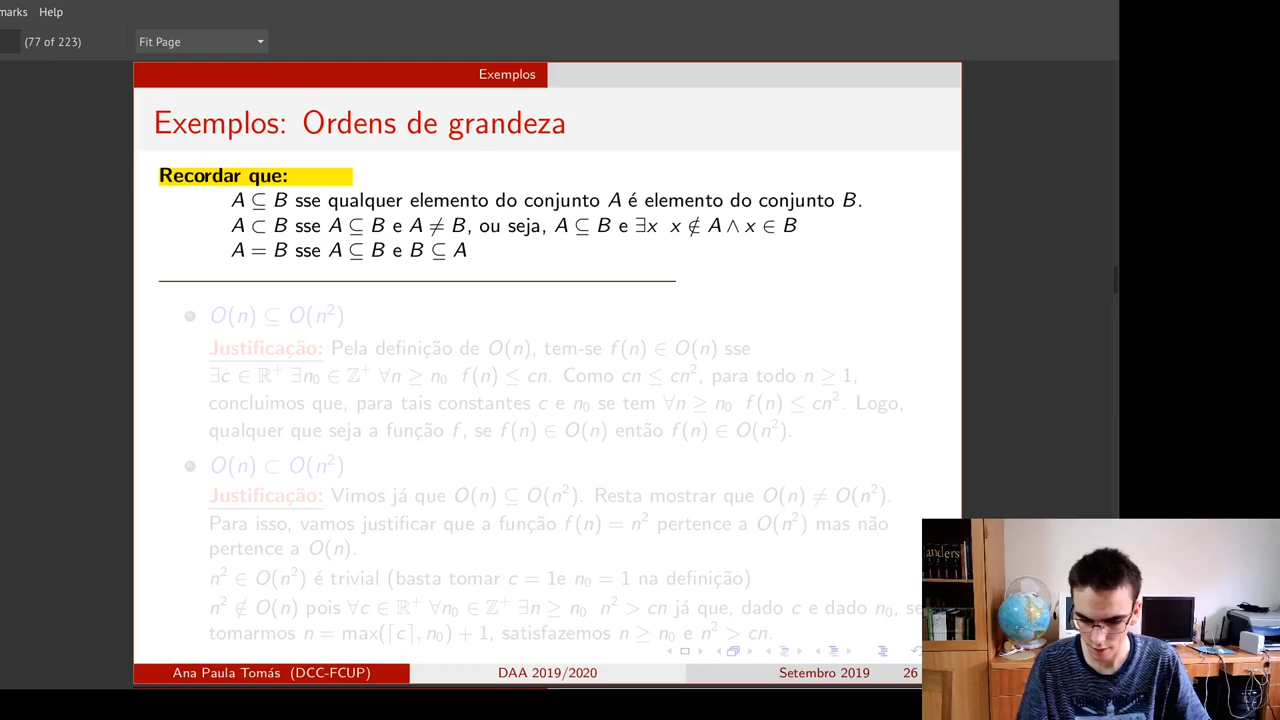 marks Help
(77 of 223) Fit Page
Exemplos
Exemplos: Ordens de grandeza
Recordar que:
A ⊆ B sse qualquer elemento do conjunto A é elemento do conjunto B.
A ⊂ B sse A ⊆ B e A ≠ B, ou seja, A ⊆ B e ∃x x ∉ A ∧ x ∈ B
A = B sse A ⊆ B e B ⊆ A
O(n) ⊆ O(n²)
Justificação: Pela definição de O(n), tem-se f(n) ∈ O(n) sse
∃c ∈ ℝ⁺ ∃n₀ ∈ ℤ⁺ ∀n ≥ n₀ f(n) ≤ cn. Como cn ≤ cn², para todo n ≥ 1,
concluimos que, para tais constantes c e n₀ se tem ∀n ≥ n₀ f(n) ≤ cn². Logo,
qualquer que seja a função f, se f(n) ∈ O(n) então f(n) ∈ O(n²).
O(n) ⊂ O(n²)
Justificação: Vimos já que O(n) ⊆ O(n²). Resta mostrar que O(n) ≠ O(n²).
Para isso, vamos justificar que a função f(n) = n² pertence a O(n²) mas não
pertence a O(n).
n² ∈ O(n²) é trivial (basta tomar c = 1e n₀ = 1 na definição)
n² ∉ O(n) pois ∀c ∈ ℝ⁺ ∀n₀ ∈ ℤ⁺ ∃n ≥ n₀ n² > cn já que, dado c e dado n₀, se
tomarmos n = max(⌈c⌉, n₀) + 1, satisfazemos n ≥ n₀ e n² > cn.
Ana Paula Tomás (DCC-FCUP) DAA 2019/2020 Setembro 2019 26
anders